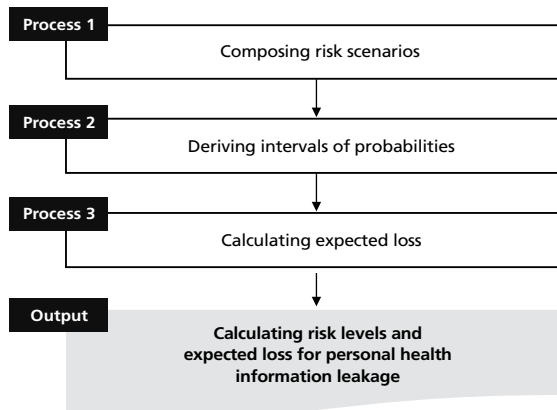 Process 1
Composing risk scenarios
Process 2
Deriving intervals of probabilities
Process 3
Calculating expected loss
Output
Calculating risk levels and
expected loss for personal health
information leakage